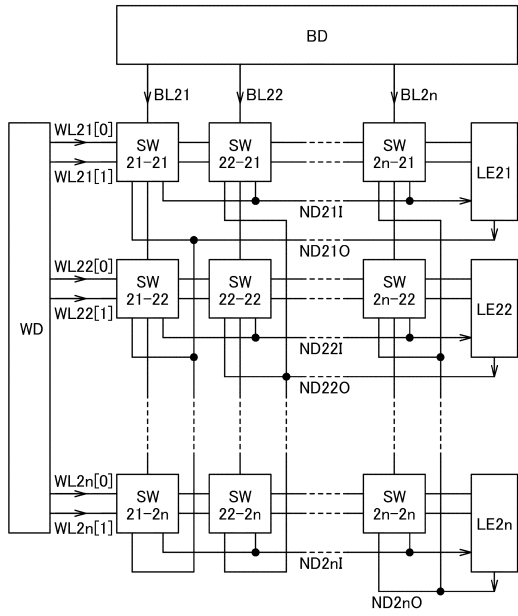 BD
BL21 BL22 BL2n
WL21[0]
SW 21-21 SW 22-21 SW 2n-21 LE21
WL21[1]
ND21I
ND21O
WL22[0]
SW 21-22 SW 22-22 SW 2n-22 LE22
WL22[1]
WD
ND22I
ND22O
WL2n[0]
SW 21-2n SW 22-2n SW 2n-2n LE2n
WL2n[1]
ND2nI
ND2nO